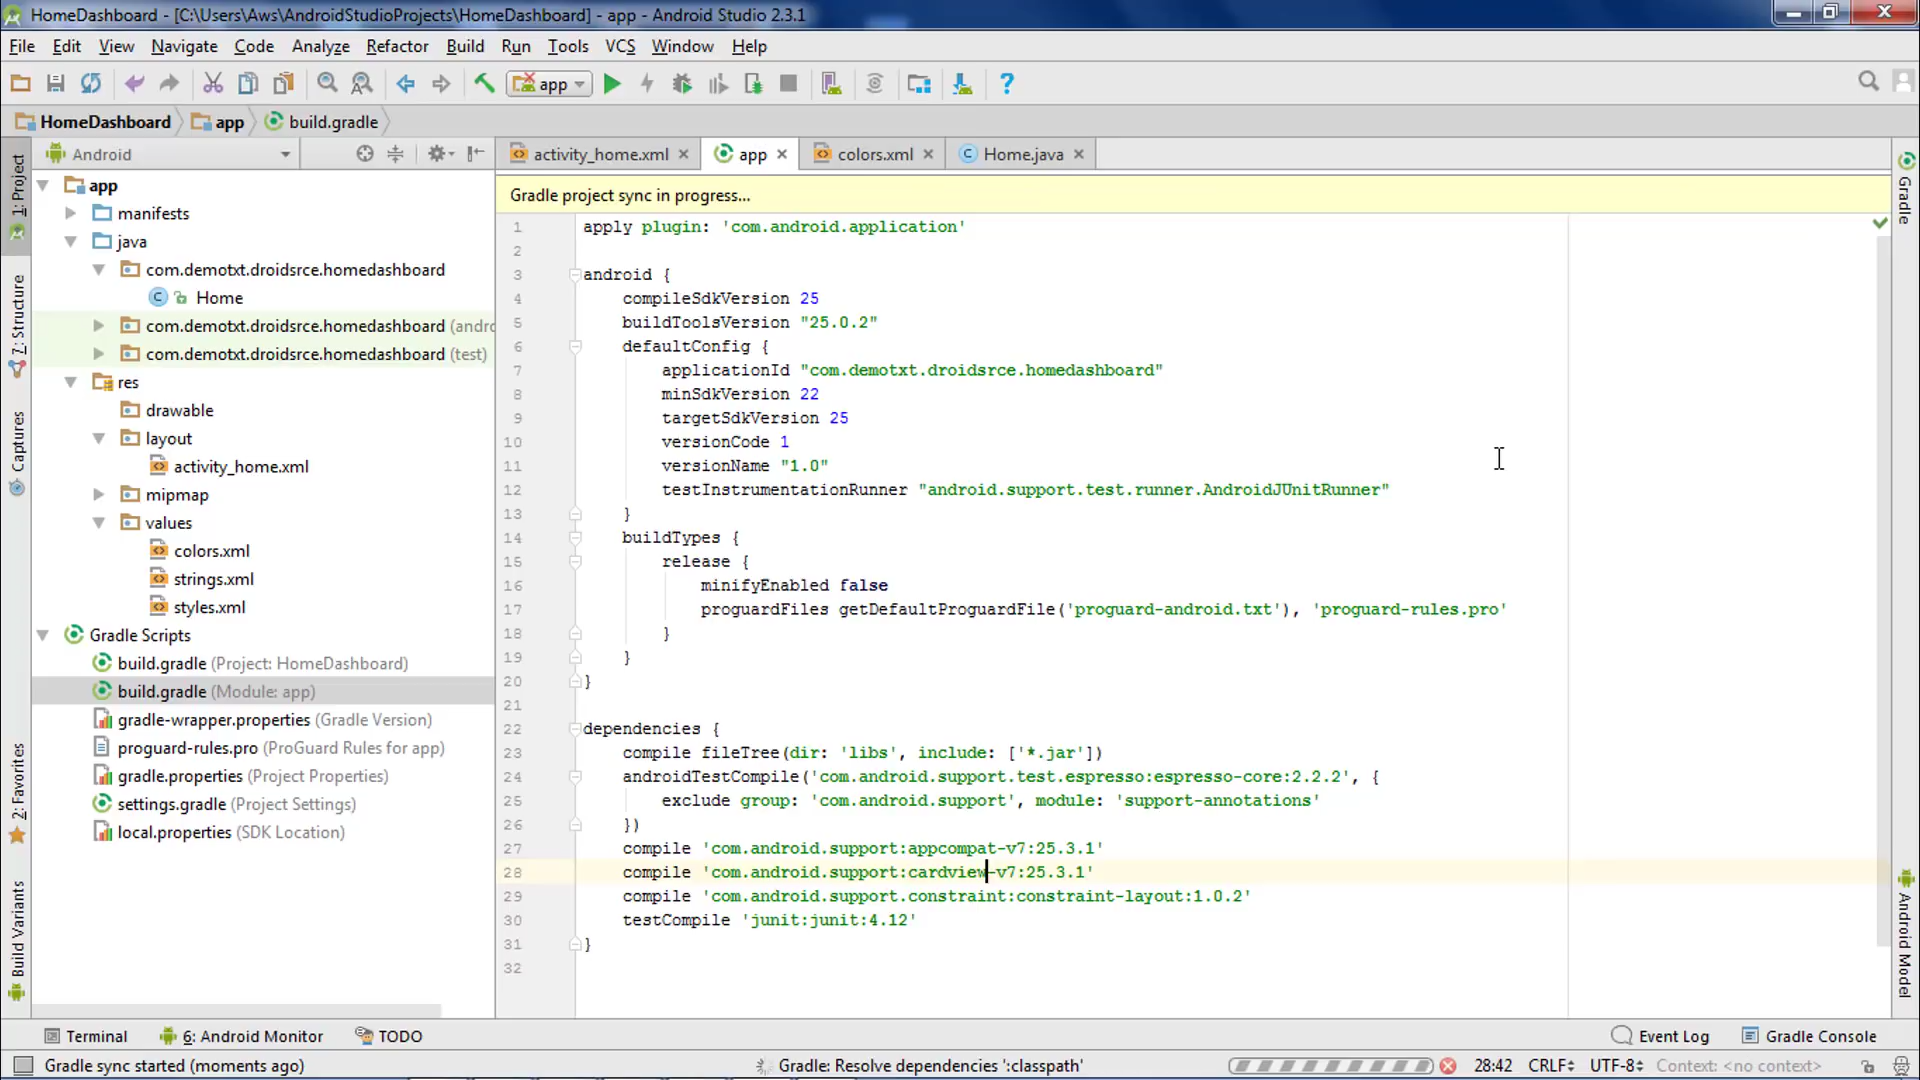 HomeDashboard - [C:\Users\Aws\AndroidStudioProjects\HomeDashboard] - app - Android Studio 2.3.1
File Edit View Navigate Code Analyze Refactor Build Run Tools VCS Window Help
app
HomeDashboard app build.gradle
Android
activity_home.xml app colors.xml Home.java
Gradle project sync in progress...
1: Project
7: Structure
Captures
2: Favorites
Build Variants
app
manifests
java
com.demotxt.droidsrce.homedashboard
Home
com.demotxt.droidsrce.homedashboard (andro
com.demotxt.droidsrce.homedashboard (test)
res
drawable
layout
activity_home.xml
mipmap
values
colors.xml
strings.xml
styles.xml
Gradle Scripts
build.gradle (Project: HomeDashboard)
build.gradle (Module: app)
gradle-wrapper.properties (Gradle Version)
proguard-rules.pro (ProGuard Rules for app)
gradle.properties (Project Properties)
settings.gradle (Project Settings)
local.properties (SDK Location)
1 apply plugin: 'com.android.application'
2
3 android {
4 compileSdkVersion 25
5 buildToolsVersion "25.0.2"
6 defaultConfig {
7 applicationId "com.demotxt.droidsrce.homedashboard"
8 minSdkVersion 22
9 targetSdkVersion 25
10 versionCode 1
11 versionName "1.0"
12 testInstrumentationRunner "android.support.test.runner.AndroidJUnitRunner"
13 }
14 buildTypes {
15 release {
16 minifyEnabled false
17 proguardFiles getDefaultProguardFile('proguard-android.txt'), 'proguard-rules.pro'
18 }
19 }
20 }
21
22 dependencies {
23 compile fileTree(dir: 'libs', include: ['*.jar'])
24 androidTestCompile('com.android.support.test.espresso:espresso-core:2.2.2', {
25 exclude group: 'com.android.support', module: 'support-annotations'
26 })
27 compile 'com.android.support:appcompat-v7:25.3.1'
28 compile 'com.android.support:cardview-v7:25.3.1'
29 compile 'com.android.support.constraint:constraint-layout:1.0.2'
30 testCompile 'junit:junit:4.12'
31 }
32
Gradle
Android Model
Terminal 6: Android Monitor TODO Event Log Gradle Console
Gradle sync started (moments ago) Gradle: Resolve dependencies ':classpath' 28:42 CRLF UTF-8 Context: <no context>